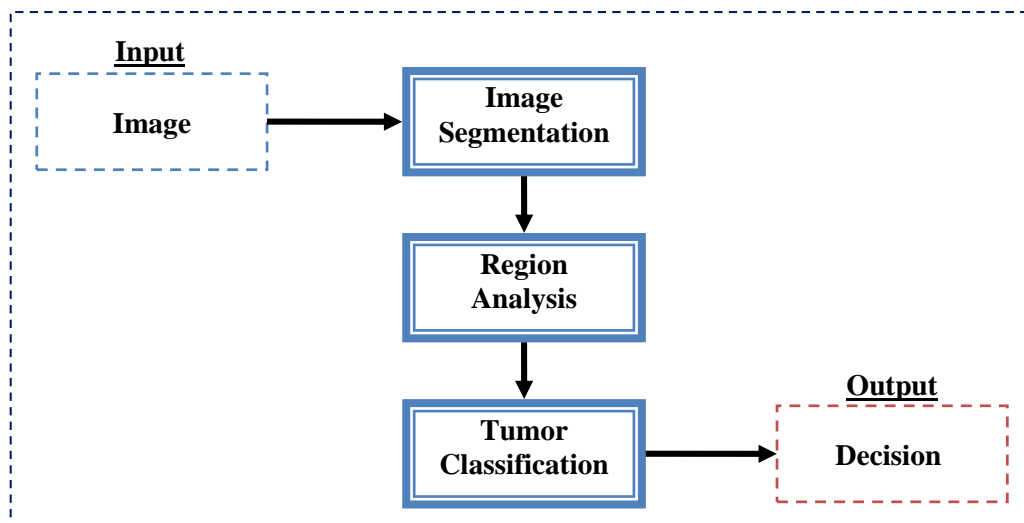 Input
Image
Image
Segmentation
Region
Analysis
Tumor
Classification
Output
Decision